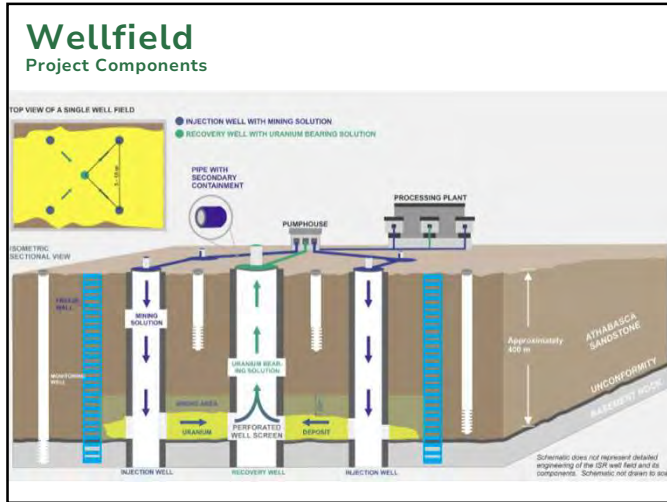 Wellfield
Project Components
TOP VIEW OF A SINGLE WELL FIELD
INJECTION WELL WITH MINING SOLUTION
RECOVERY WELL WITH URANIUM BEARING SOLUTION
PIPE WITH
SECONDARY
CONTAINMENT
PROCESSING PLANT
PUMPHOUSE
ISOMETRIC
SECTIONAL VIEW
FREEZE
WALL
MINING
SOLUTION
Approximately
400 m
ATHABASCA
SANDSTONE
URANIUM BEAR-
ING SOLUTION
MONITORING
WELL
UNCONFORMITY
BASEMENT ROCK
MINING AREA
URANIUM
PERFORATED
WELL SCREEN
DEPOSIT
INJECTION WELL
RECOVERY WELL
INJECTION WELL
Schematic does not represent detailed
engineering of the ISR well field and its
components. Schematic not drawn to